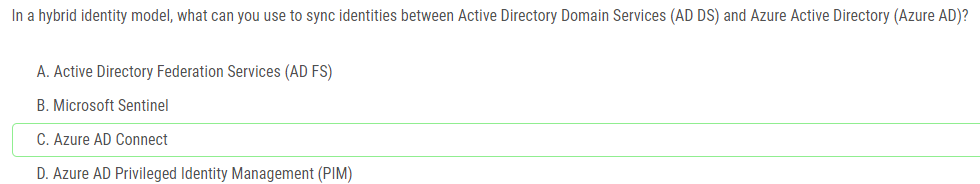 In a hybrid identity model, what can you use to sync identities between Active Directory Domain Services (AD DS) and Azure Active Directory (Azure AD)?
A. Active Directory Federation Services (AD FS)
B. Microsoft Sentinel
C. Azure AD Connect
D. Azure AD Privileged Identity Management (PIM)